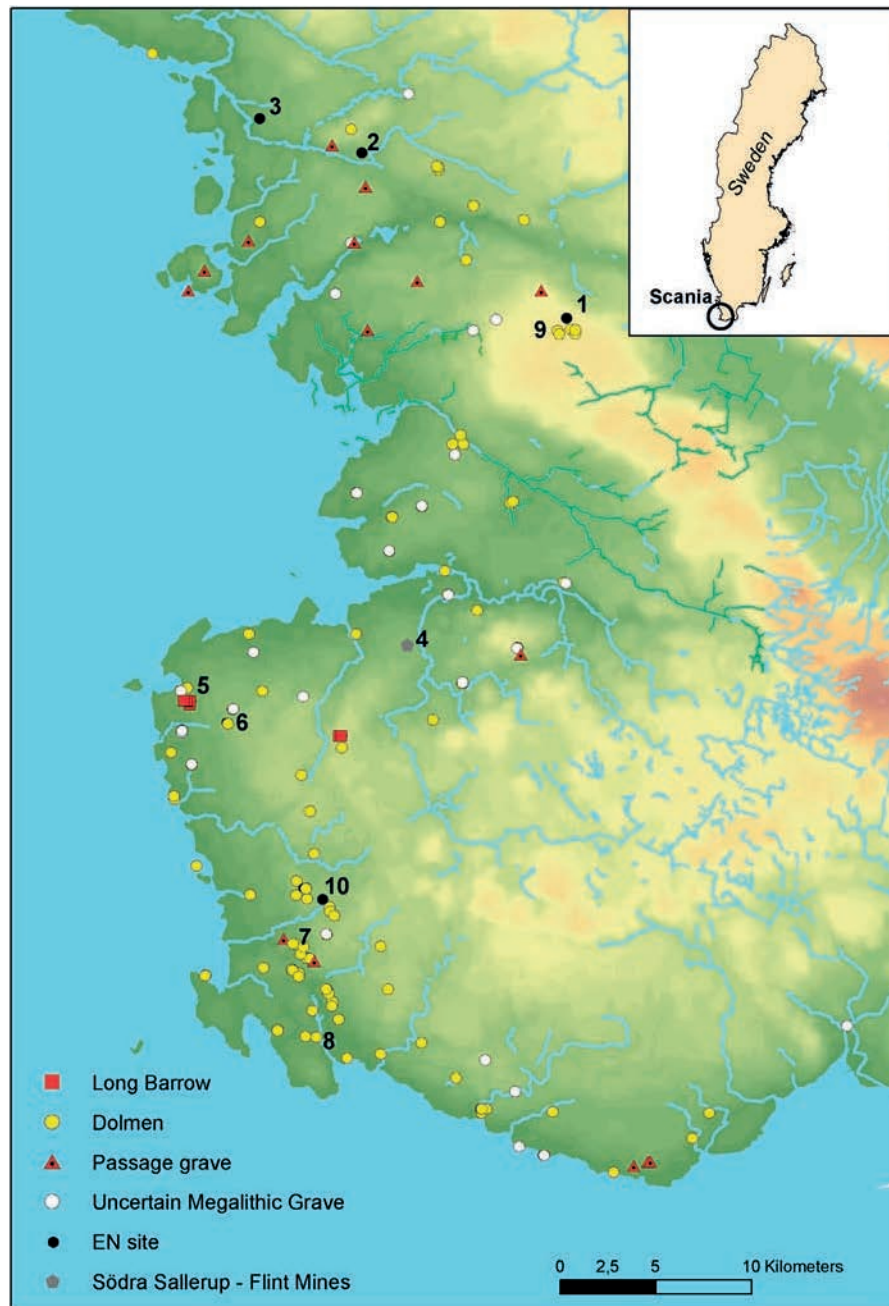 3
2
Sweden
Scania
1
9
4
5
6
10
7
8
Long Barrow
Dolmen
Passage grave
Uncertain Megalithic Grave
EN site
Södra Sallerup - Flint Mines
0 2,5 5 10 Kilometers